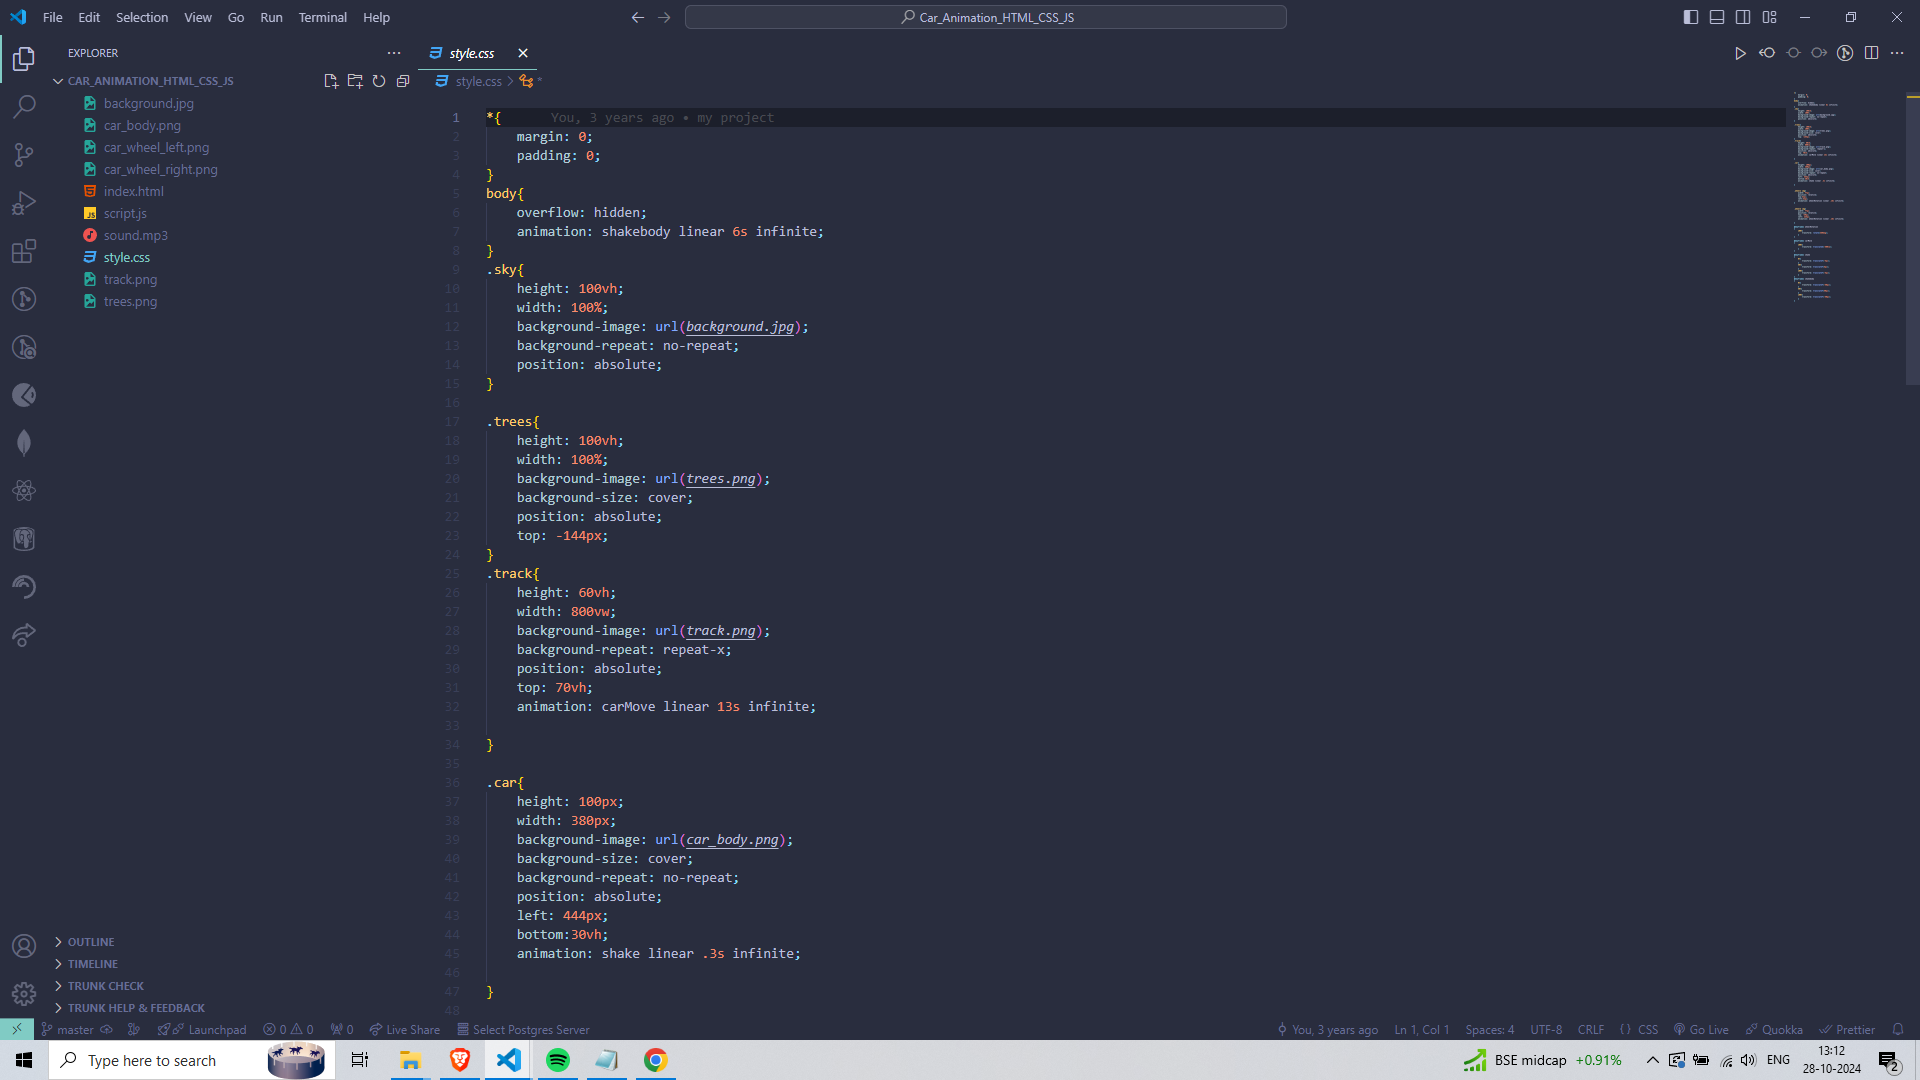 File Edit Selection View Go Run Terminal Help
Car_Animation_HTML_CSS_JS
EXPLORER
CAR_ANIMATION_HTML_CSS_JS
background.jpg
car_body.png
car_wheel_left.png
car_wheel_right.png
index.html
JS script.js
sound.mp3
style.css
track.png
trees.png
OUTLINE
TIMELINE
TRUNK CHECK
TRUNK HELP & FEEDBACK
style.css
style.css > *
1 *{ You, 3 years ago • my project
2 margin: 0;
3 padding: 0;
4 }
5 body{
6 overflow: hidden;
7 animation: shakebody linear 6s infinite;
8 }
9 .sky{
10 height: 100vh;
11 width: 100%;
12 background-image: url(background.jpg);
13 background-repeat: no-repeat;
14 position: absolute;
15 }
16
17 .trees{
18 height: 100vh;
19 width: 100%;
20 background-image: url(trees.png);
21 background-size: cover;
22 position: absolute;
23 top: -144px;
24 }
25 .track{
26 height: 60vh;
27 width: 800vw;
28 background-image: url(track.png);
29 background-repeat: repeat-x;
30 position: absolute;
31 top: 70vh;
32 animation: carMove linear 13s infinite;
33
34 }
35
36 .car{
37 height: 100px;
38 width: 380px;
39 background-image: url(car_body.png);
40 background-size: cover;
41 background-repeat: no-repeat;
42 position: absolute;
43 left: 444px;
44 bottom:30vh;
45 animation: shake linear .3s infinite;
46
47 }
48
master Launchpad 0 0 0 Live Share Select Postgres Server You, 3 years ago Ln 1, Col 1 Spaces: 4 UTF-8 CRLF {} CSS Go Live Quokka Prettier
Type here to search
BSE midcap +0.91%
ENG
13:12
28-10-2024
2